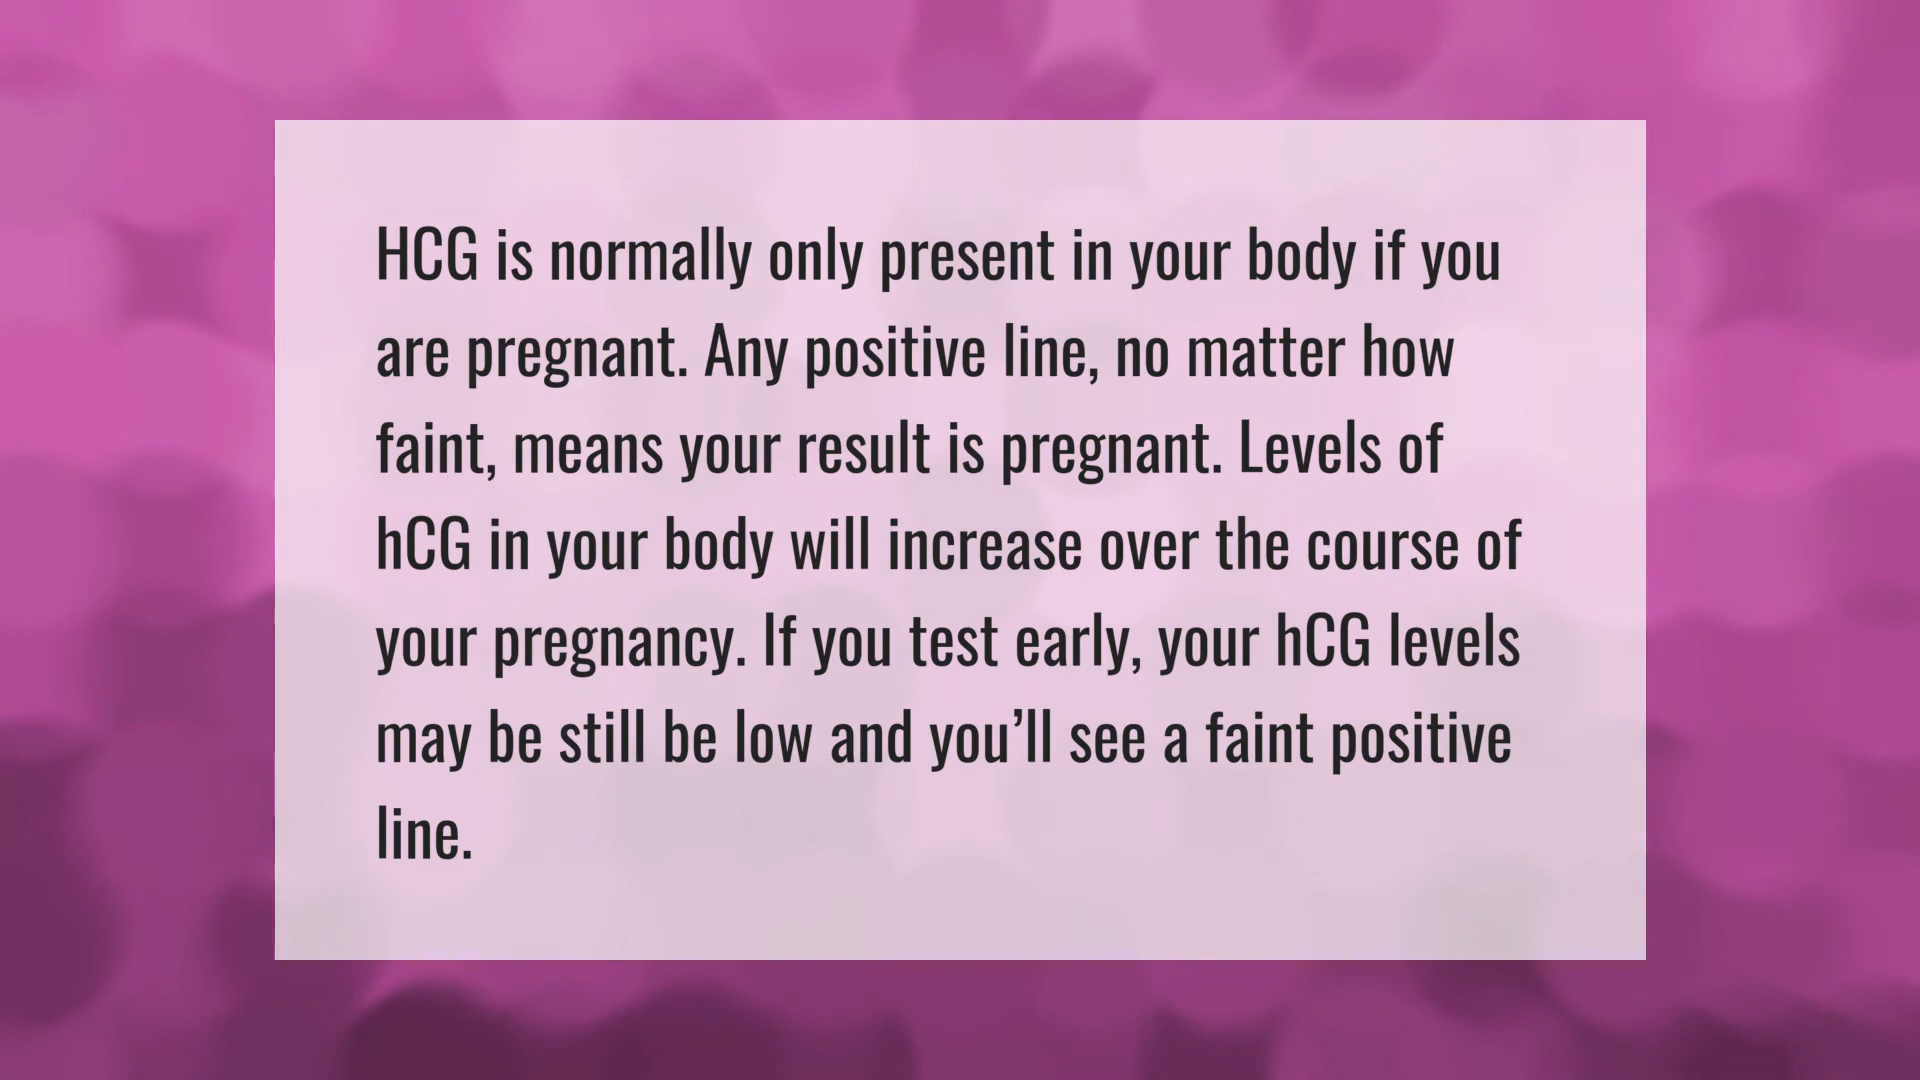 HCG is normally only present in your body if you
are pregnant. Any positive line, no matter how
faint, means your result is pregnant. Levels of
hCG in your body will increase over the course of
your pregnancy. If you test early, your hCG levels
may be still be low and you’ll see a faint positive
line.